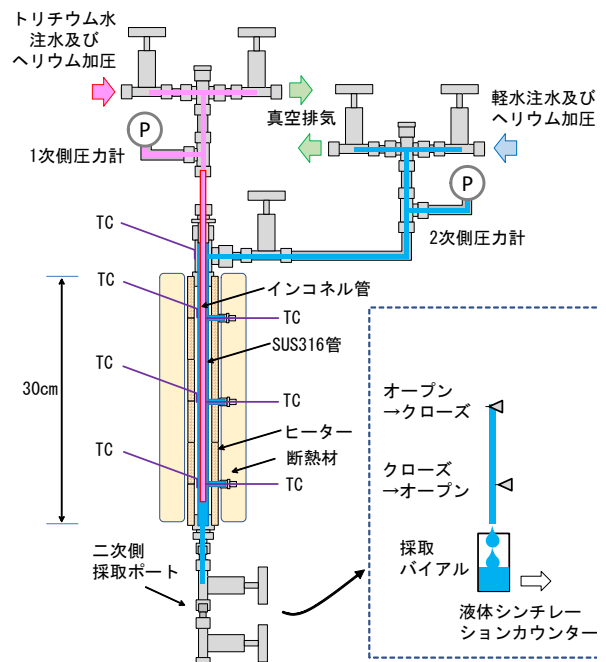 トリチウム水
注水及び
ヘリウム加圧
真空排気
軽水注水及び
ヘリウム加圧
P
1次側圧力計
P
2次側圧力計
TC
TC
インコネル管
TC
SUS316管
30cm
TC
TC
ヒーター
断熱材
TC
TC
二次側
採取ポート
オープン
→クローズ
クローズ
→オープン
採取
バイアル
液体シンチレー
ションカウンター